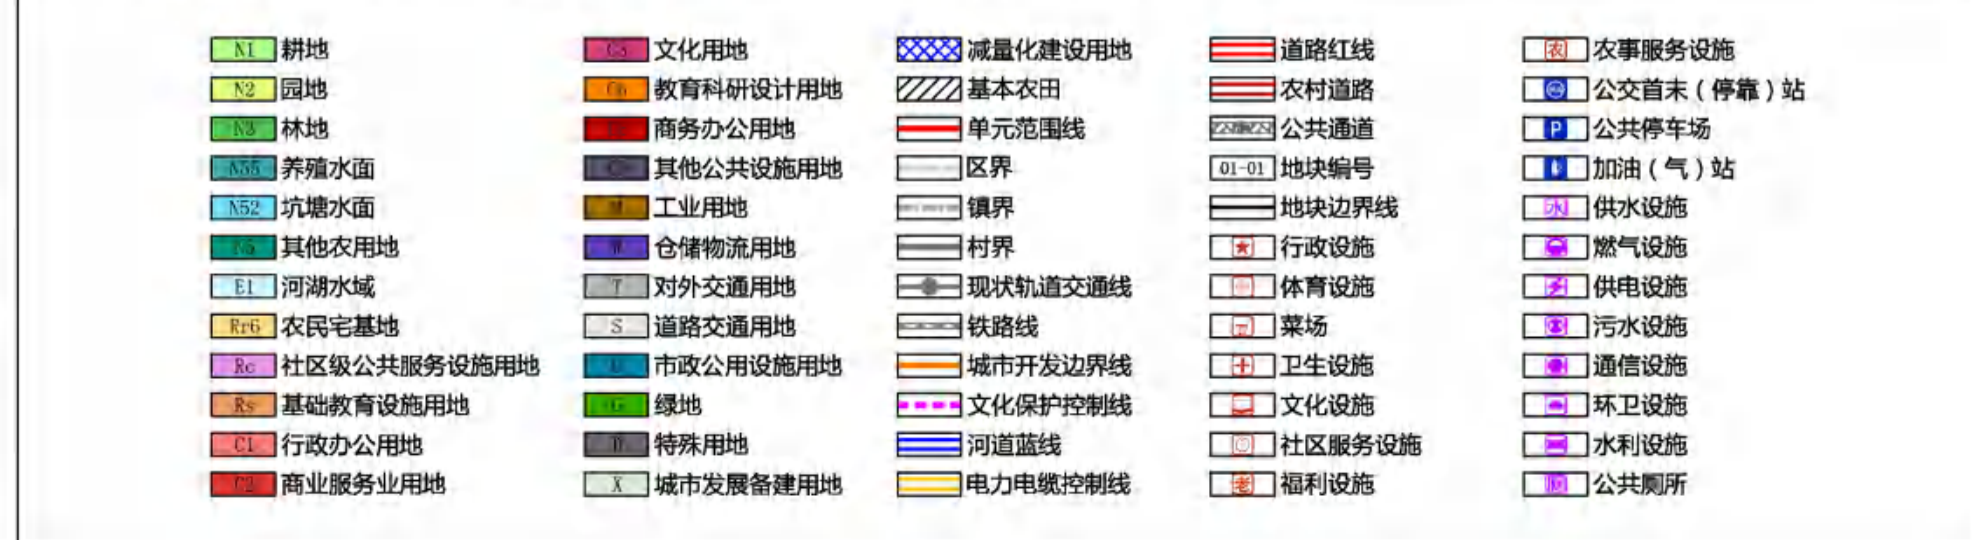 N1 耕地
N2 园地
N3 林地
N55 养殖水面
N52 坑塘水面
其他农用地
E1 河湖水域
Rr6 农民宅基地
Rc 社区级公共服务设施用地
Rs 基础教育设施用地
C1 行政办公用地
C2 商业服务业用地
C3 文化用地
C6 教育科研设计用地
商务办公用地
其他公共设施用地
M 工业用地
W 仓储物流用地
T 对外交通用地
S 道路交通用地
U 市政公用设施用地
G 绿地
D 特殊用地
X 城市发展备建用地
减量化建设用地
基本农田
单元范围线
区界
镇界
村界
现状轨道交通线
铁路线
城市开发边界线
文化保护控制线
河道蓝线
电力电缆控制线
道路红线
农村道路
公共通道
01-01 地块编号
地块边界线
行政设施
体育设施
菜场
卫生设施
文化设施
社区服务设施
老 福利设施
农 农事服务设施
公交首末（停靠）站
P 公共停车场
加油（气）站
水 供水设施
燃气设施
供电设施
污水设施
通信设施
环卫设施
水利设施
厕 公共厕所